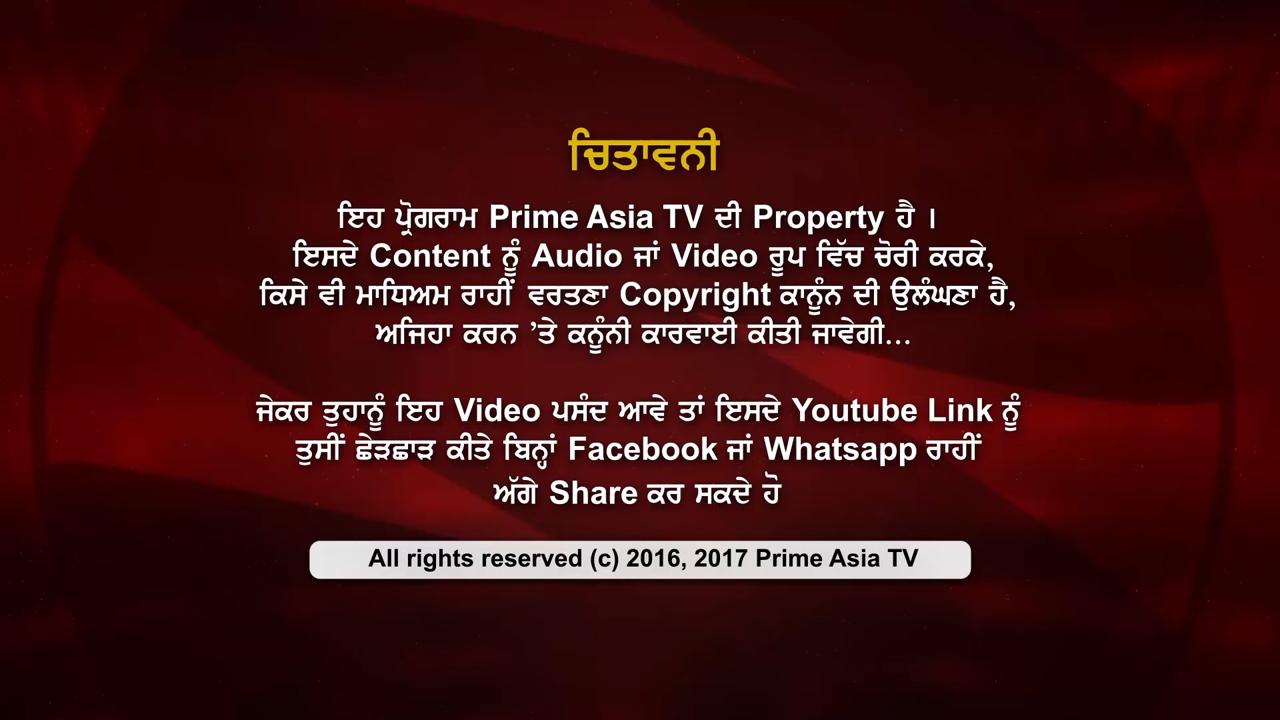 ਚਿਤਾਵਨੀ
ਇਹ ਪ੍ਰੋਗਰਾਮ Prime Asia TV ਦੀ Property ਹੈ ।
ਇਸਦੇ Content ਨੂੰ Audio ਜਾਂ Video ਰੂਪ ਵਿੱਚ ਚੋਰੀ ਕਰਕੇ,
ਕਿਸੇ ਵੀ ਮਾਧਿਅਮ ਰਾਹੀਂ ਵਰਤਣਾ Copyright ਕਾਨੂੰਨ ਦੀ ਉਲੰਘਣਾ ਹੈ,
ਅਜਿਹਾ ਕਰਨ 'ਤੇ ਕਨੂੰਨੀ ਕਾਰਵਾਈ ਕੀਤੀ ਜਾਵੇਗੀ...
ਜੇਕਰ ਤੁਹਾਨੂੰ ਇਹ Video ਪਸੰਦ ਆਵੇ ਤਾਂ ਇਸਦੇ Youtube Link ਨੂੰ
ਤੁਸੀਂ ਛੇੜਛਾੜ ਕੀਤੇ ਬਿਨ੍ਹਾਂ Facebook ਜਾਂ Whatsapp ਰਾਹੀਂ
ਅੱਗੇ Share ਕਰ ਸਕਦੇ ਹੋ
All rights reserved (c) 2016, 2017 Prime Asia TV